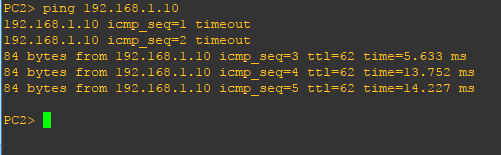 PC2> ping 192.168.1.10
192.168.1.10 icmp_seq=1 timeout
192.168.1.10 icmp_seq=2 timeout
84 bytes from 192.168.1.10 icmp_seq=3 ttl=62 time=5.633 ms
84 bytes from 192.168.1.10 icmp_seq=4 ttl=62 time=13.752 ms
84 bytes from 192.168.1.10 icmp_seq=5 ttl=62 time=14.227 ms
PC2>